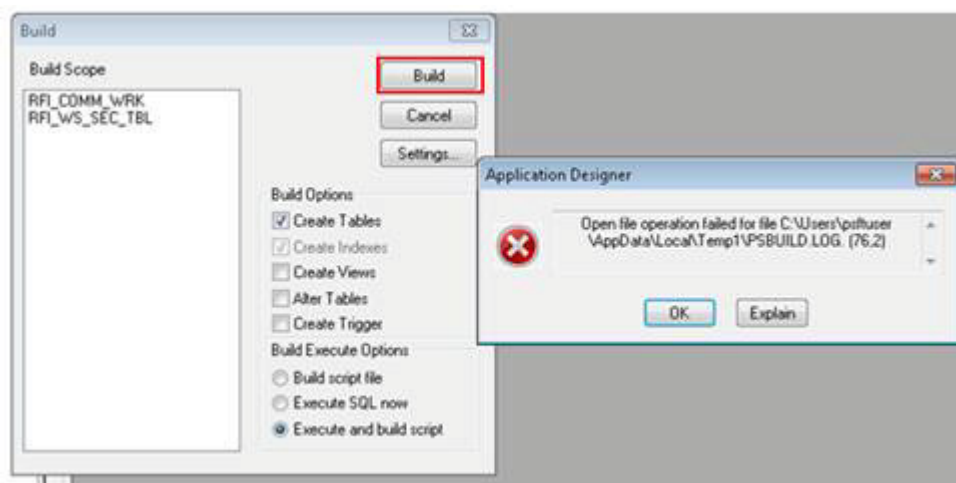 Build
Build Scope
RFI_COMM_WRK
RFI_WS_SEC_TBL
Build
Cancel
Settings...
Build Options
Create Tables
Create Indexes
Create Views
Alter Tables
Create Trigger
Build Execute Options
Build script file
Execute SQL now
Execute and build script
Application Designer
Open file operation failed for file C:\Users\psftuser
\AppData\Local\Temp1\PSBUILD.LOG. (76,2)
OK
Explain